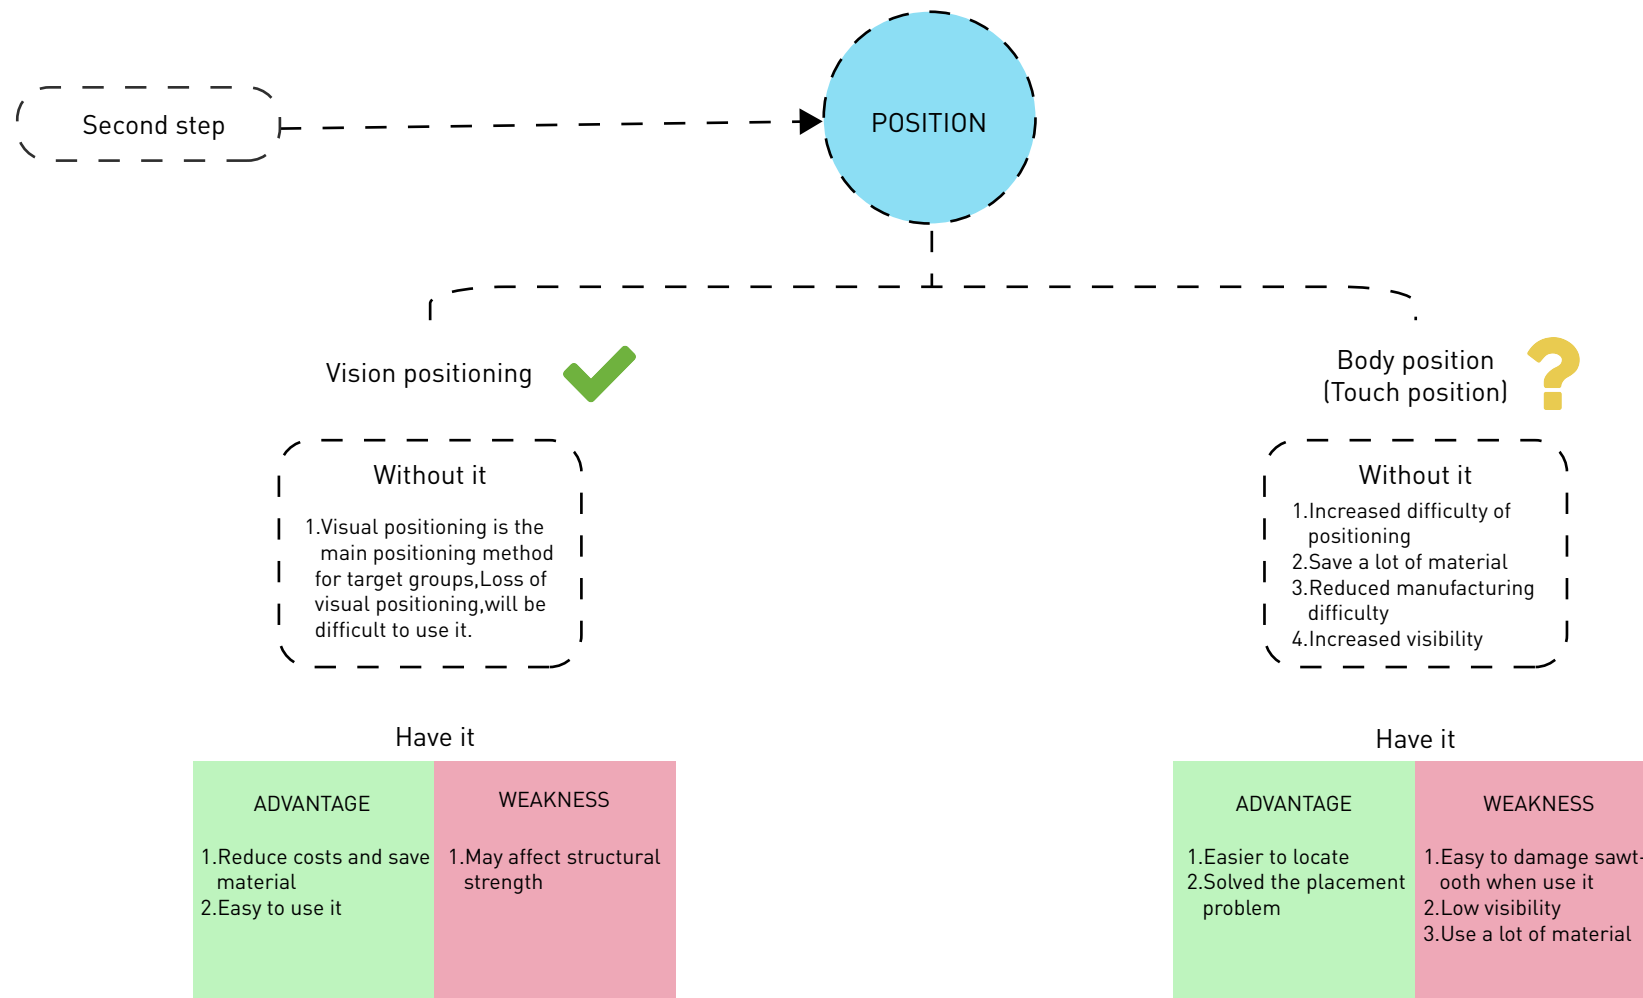 Second step
POSITION
Vision positioning
Without it
1.Visual positioning is the
main positioning method
for target groups,Loss of
visual positioning,will be
difficult to use it.
Have it
ADVANTAGE
1.Reduce costs and save
material
2.Easy to use it
WEAKNESS
1.May affect structural
strength
Body position
(Touch position)
Without it
1.Increased difficulty of
positioning
2.Save a lot of material
3.Reduced manufacturing
difficulty
4.Increased visibility
Have it
ADVANTAGE
1.Easier to locate
2.Solved the placement
problem
WEAKNESS
1.Easy to damage sawt-
ooth when use it
2.Low visibility
3.Use a lot of material